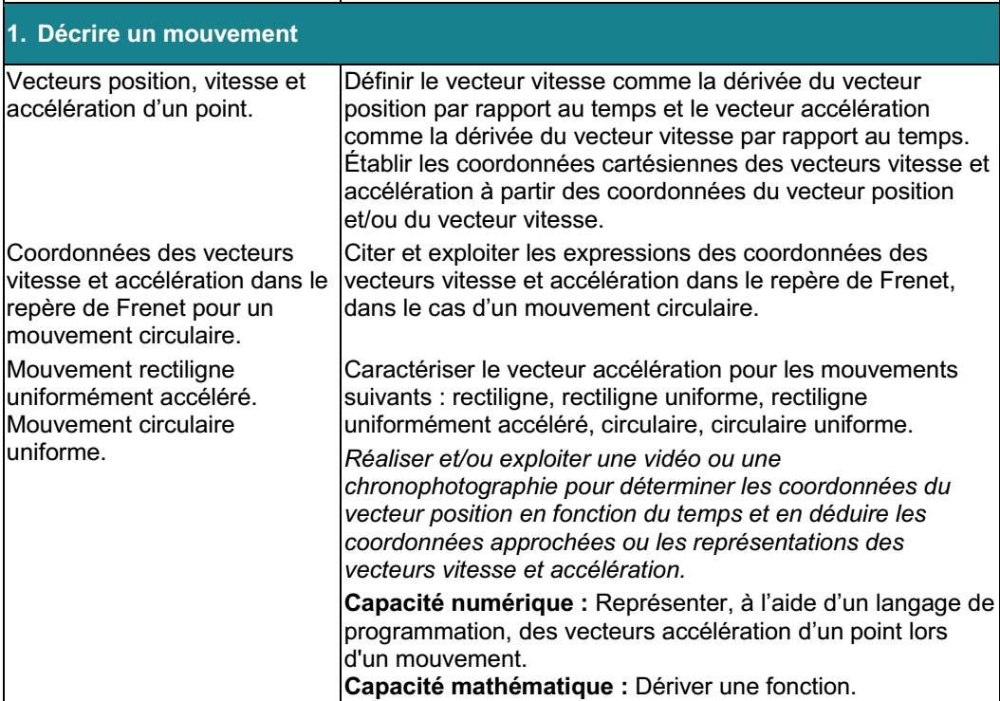 1. Décrire un mouvement
Vecteurs position, vitesse et
accélération d’un point.
Définir le vecteur vitesse comme la dérivée du vecteur
position par rapport au temps et le vecteur accélération
comme la dérivée du vecteur vitesse par rapport au temps.
Établir les coordonnées cartésiennes des vecteurs vitesse et
accélération à partir des coordonnées du vecteur position
et/ou du vecteur vitesse.
Coordonnées des vecteurs
vitesse et accélération dans le
repère de Frenet pour un
mouvement circulaire.
Citer et exploiter les expressions des coordonnées des
vecteurs vitesse et accélération dans le repère de Frenet,
dans le cas d’un mouvement circulaire.
Mouvement rectiligne
uniformément accéléré.
Mouvement circulaire
uniforme.
Caractériser le vecteur accélération pour les mouvements
suivants : rectiligne, rectiligne uniforme, rectiligne
uniformément accéléré, circulaire, circulaire uniforme.
Réaliser et/ou exploiter une vidéo ou une
chronophotographie pour déterminer les coordonnées du
vecteur position en fonction du temps et en déduire les
coordonnées approchées ou les représentations des
vecteurs vitesse et accélération.
Capacité numérique : Représenter, à l’aide d’un langage de
programmation, des vecteurs accélération d’un point lors
d'un mouvement.
Capacité mathématique : Dériver une fonction.